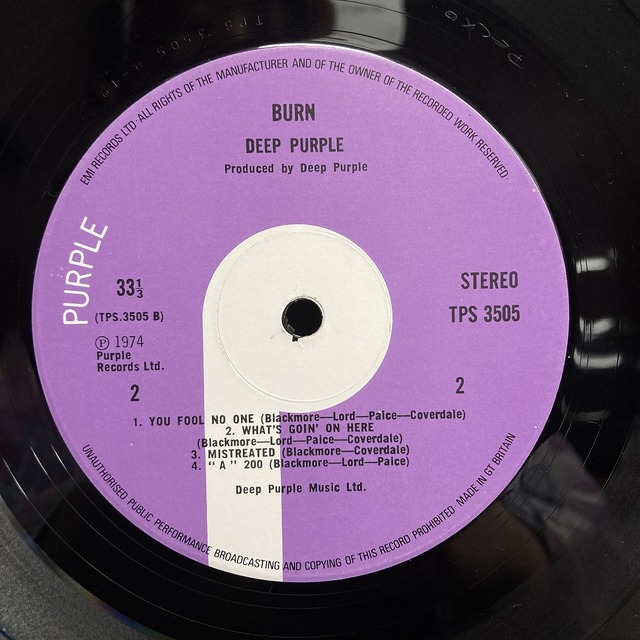 TPS 3505
EMI RECORDS LTD · ALL RIGHTS OF THE MANUFACTURER AND OF THE OWNER OF THE RECORDED WORK RESERVED
BURN
DEEP PURPLE
Produced by Deep Purple
PURPLE
33⅓
(TPS.3505 B)
STEREO
TPS 3505
Ⓟ 1974
Purple
Records Ltd.
2
2
1. YOU FOOL NO ONE (Blackmore—Lord—Paice—Coverdale)
2. WHAT'S GOIN' ON HERE
(Blackmore—Lord—Paice—Coverdale)
3. MISTREATED (Blackmore—Coverdale)
4. “A” 200 (Blackmore—Lord—Paice)
Deep Purple Music Ltd.
UNAUTHORISED PUBLIC PERFORMANCE BROADCASTING AND COPYING OF THIS RECORD PROHIBITED · MADE IN GT BRITAIN